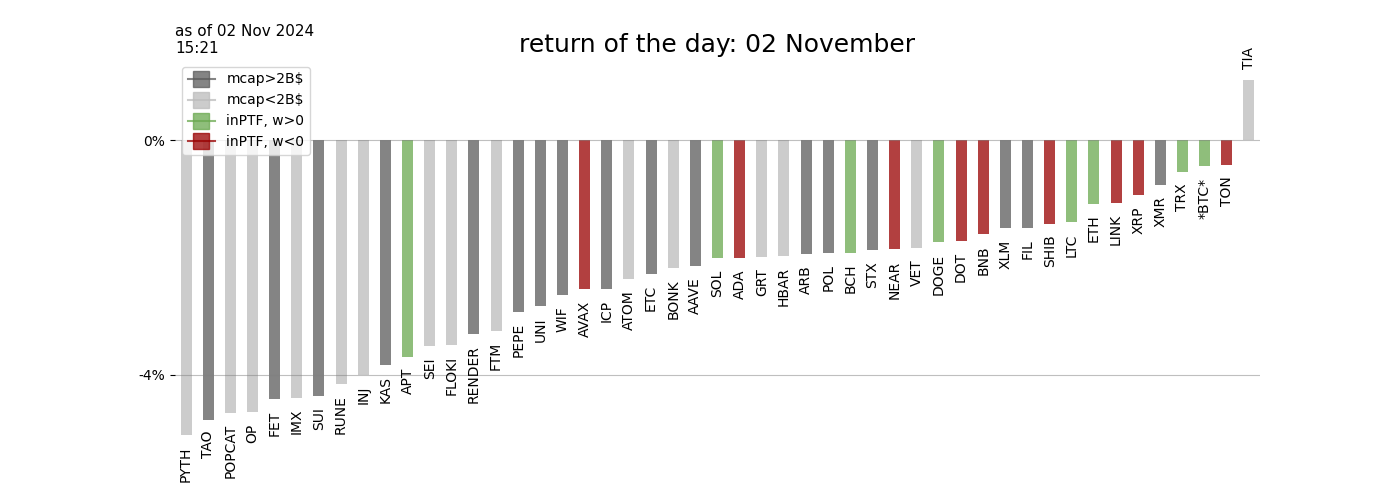 as of 02 Nov 2024
15:21
return of the day: 02 November
mcap>2B$
mcap<2B$
inPTF, w>0
inPTF, w<0
0%
-4%
PYTH
TAO
POPCAT
OP
FET
IMX
SUI
RUNE
INJ
KAS
APT
SEI
FLOKI
RENDER
FTM
PEPE
UNI
WIF
AVAX
ICP
ATOM
ETC
BONK
AAVE
SOL
ADA
GRT
HBAR
ARB
POL
BCH
STX
NEAR
VET
DOGE
DOT
BNB
XLM
FIL
SHIB
LTC
ETH
LINK
XRP
XMR
TRX
*BTC*
TON
TIA